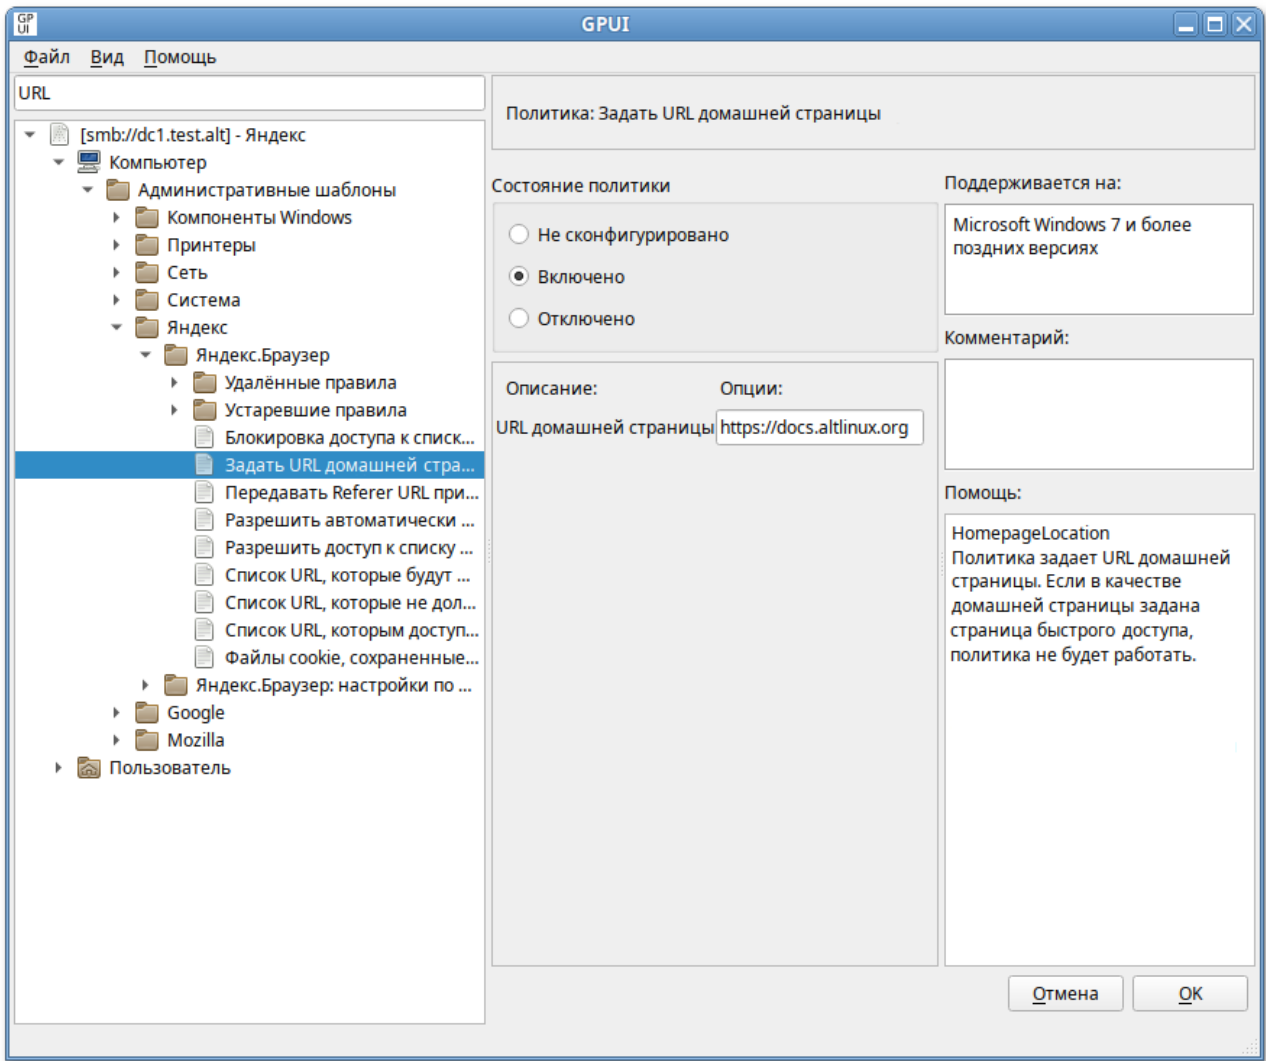 GPUI
GPUI
Файл Вид Помощь
URL
[smb://dc1.test.alt] - Яндекс
Компьютер
Административные шаблоны
Компоненты Windows
Принтеры
Сеть
Система
Яндекс
Яндекс.Браузер
Удалённые правила
Устаревшие правила
Блокировка доступа к списк...
Задать URL домашней стра...
Передавать Referer URL при...
Разрешить автоматически ...
Разрешить доступ к списку ...
Список URL, которые будут ...
Список URL, которые не дол...
Список URL, которым доступ...
Файлы cookie, сохраненные...
Яндекс.Браузер: настройки по ...
Google
Mozilla
Пользователь
Политика: Задать URL домашней страницы
Состояние политики
Не сконфигурировано
Включено
Отключено
Описание: Опции:
URL домашней страницы https://docs.altlinux.org
Поддерживается на:
Microsoft Windows 7 и более
поздних версиях
Комментарий:
Помощь:
HomepageLocation
Политика задает URL домашней
страницы. Если в качестве
домашней страницы задана
страница быстрого доступа,
политика не будет работать.
Отмена OK